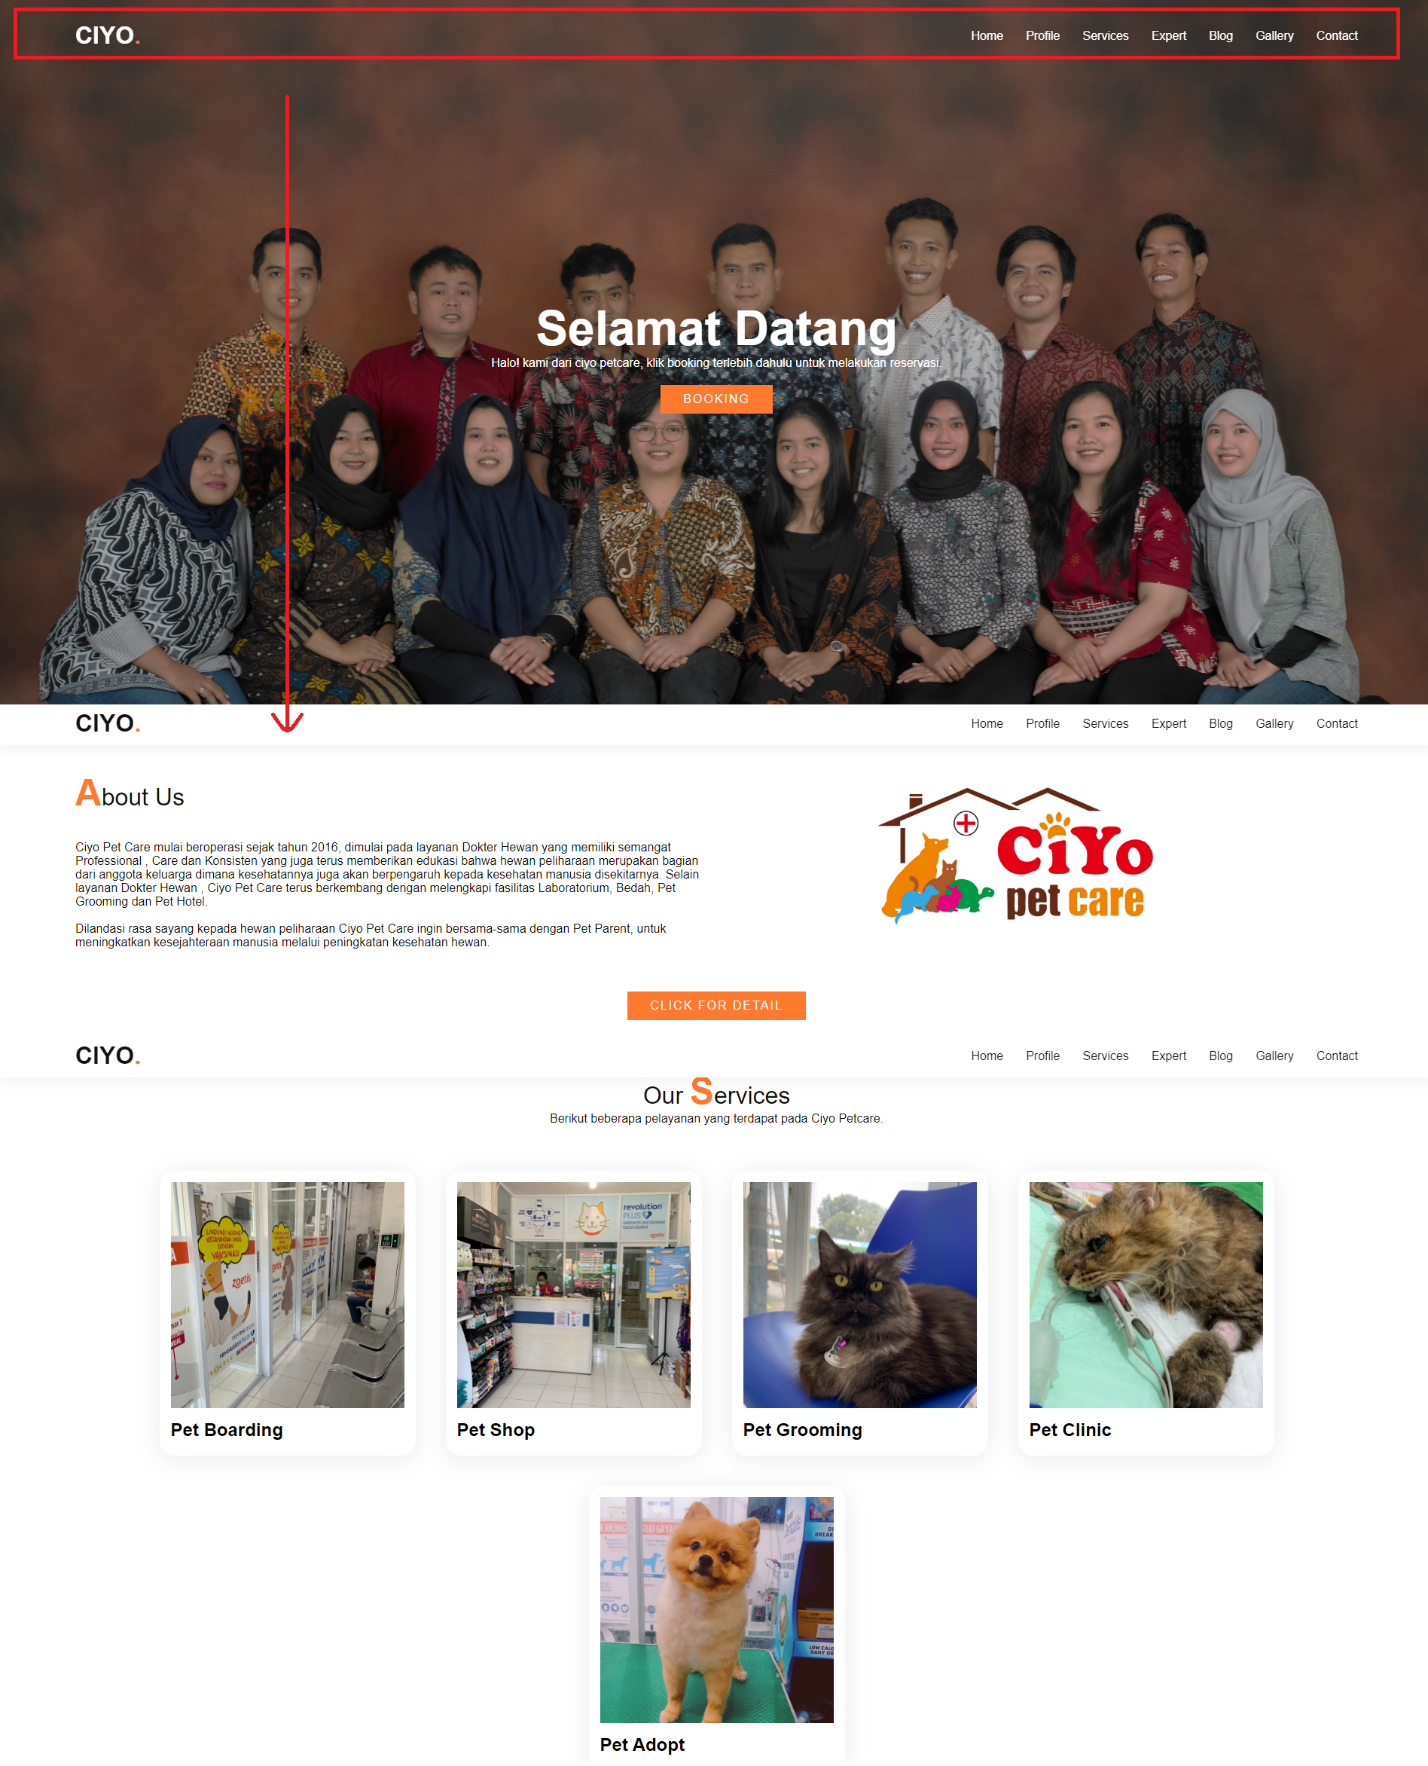 CIYO.
Home Profile Services Expert Blog Gallery Contact
Selamat Datang
Halo! kami dari ciyo petcare, klik booking terlebih dahulu untuk melakukan reservasi.
BOOKING
CIYO.
Home Profile Services Expert Blog Gallery Contact
About Us
Ciyo Pet Care mulai beroperasi sejak tahun 2016, dimulai pada layanan Dokter Hewan yang memiliki semangat
Professional , Care dan Konsisten yang juga terus memberikan edukasi bahwa hewan peliharaan merupakan bagian
dari anggota keluarga dimana kesehatannya juga akan berpengaruh kepada kesehatan manusia disekitarnya. Selain
layanan Dokter Hewan , Ciyo Pet Care terus berkembang dengan melengkapi fasilitas Laboratorium, Bedah, Pet
Grooming dan Pet Hotel.
Dilandasi rasa sayang kepada hewan peliharaan Ciyo Pet Care ingin bersama-sama dengan Pet Parent, untuk
meningkatkan kesejahteraan manusia melalui peningkatan kesehatan hewan.
CiYo
pet care
CLICK FOR DETAIL
CIYO.
Home Profile Services Expert Blog Gallery Contact
Our Services
Berikut beberapa pelayanan yang terdapat pada Ciyo Petcare.
VAKSINASI
zoetis
revolution
PLUS
zoetis
Pet Boarding
Pet Shop
Pet Grooming
Pet Clinic
Pet Adopt